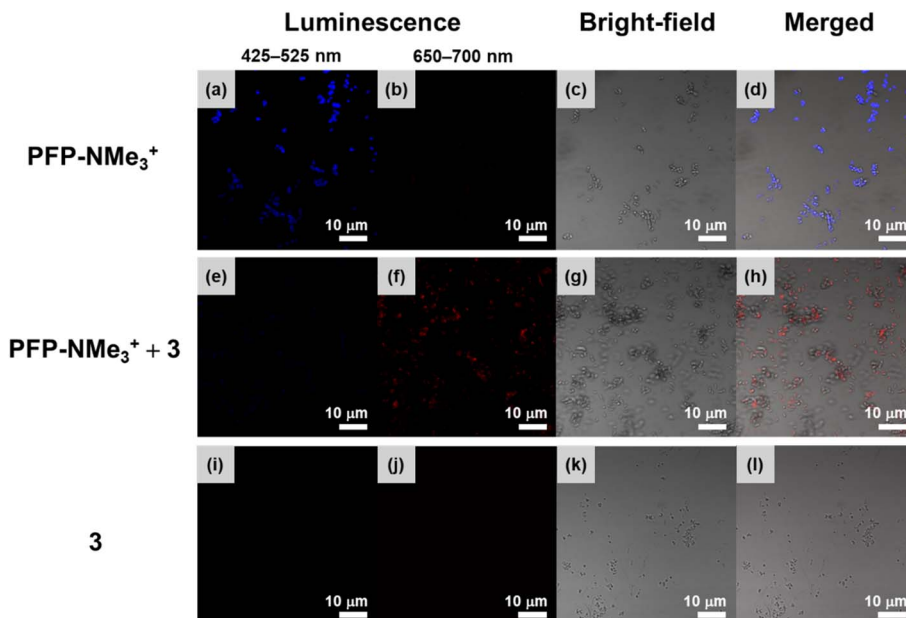 Luminescence Bright-field Merged
425–525 nm 650–700 nm
(a) (b) (c) (d)
PFP-NMe₃⁺
10 μm 10 μm 10 μm 10 μm
(e) (f) (g) (h)
PFP-NMe₃⁺ + 3
10 μm 10 μm 10 μm 10 μm
(i) (j) (k) (l)
3
10 μm 10 μm 10 μm 10 μm